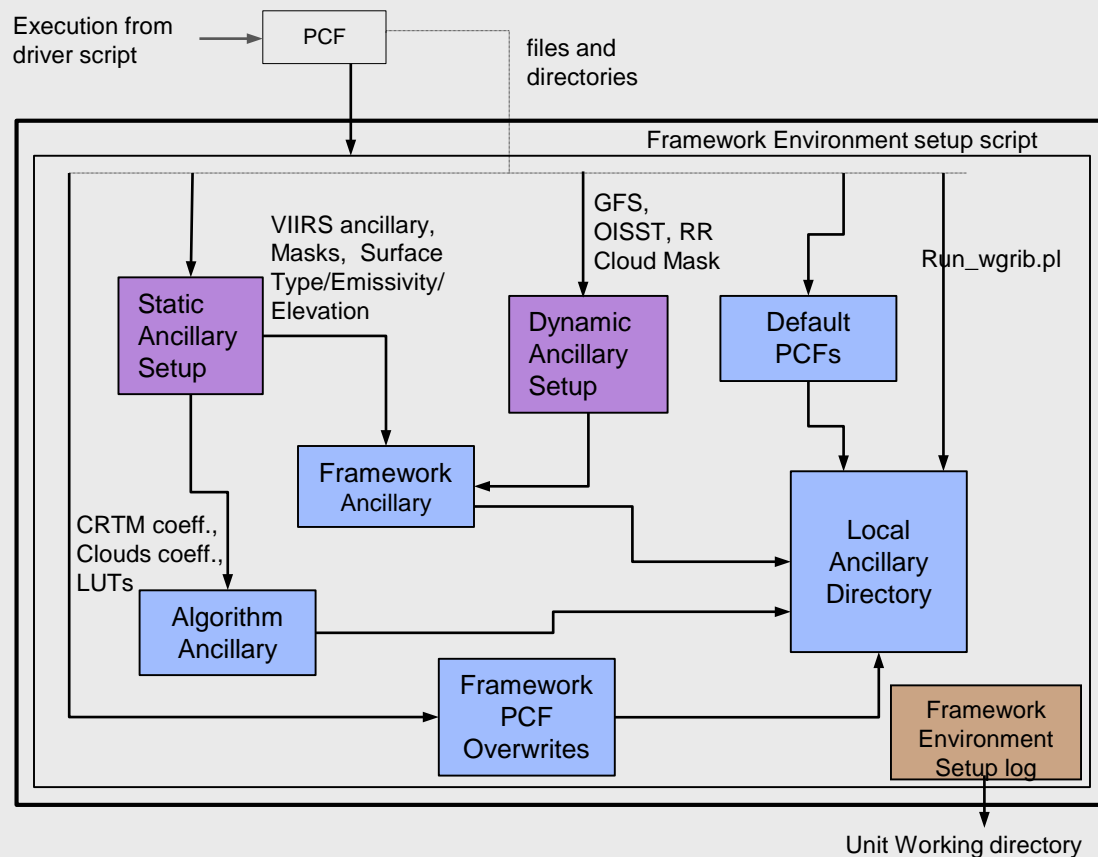 Execution from
driver script
PCF
files and
directories
Framework Environment setup script
VIIRS ancillary,
Masks, Surface
Type/Emissivity/
Elevation
GFS,
OISST, RR
Cloud Mask
Run_wgrib.pl
Static
Ancillary
Setup
Dynamic
Ancillary
Setup
Default
PCFs
Framework
Ancillary
CRTM coeff.,
Clouds coeff.,
LUTs
Local
Ancillary
Directory
Algorithm
Ancillary
Framework
PCF
Overwrites
Framework
Environment
Setup log
Unit Working directory